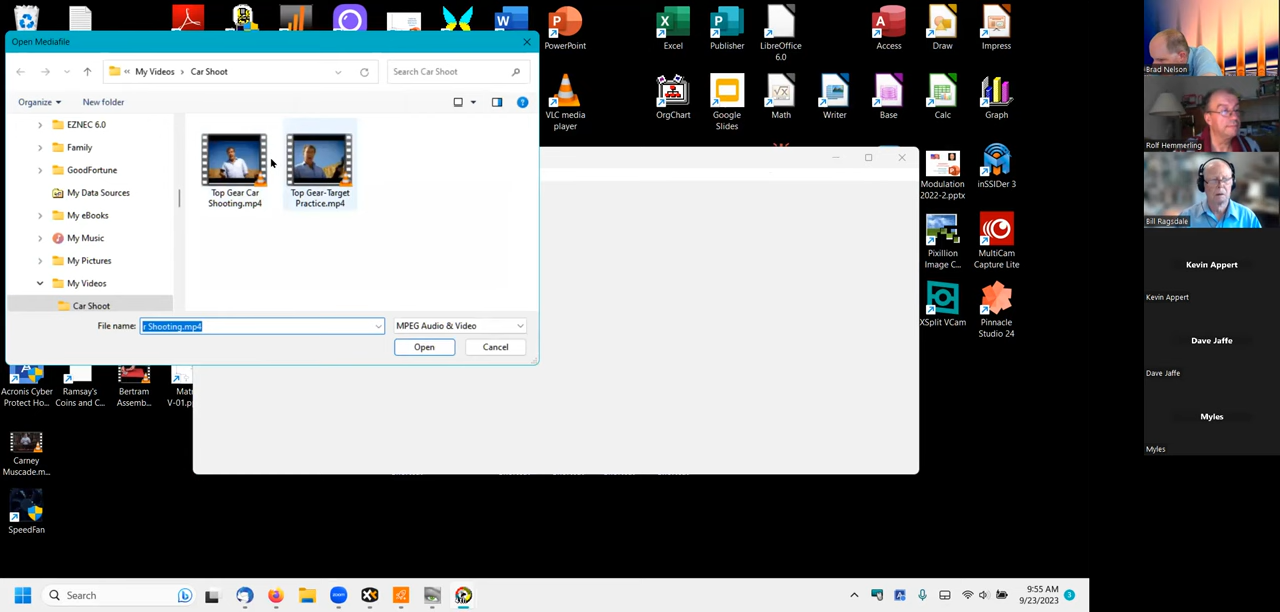 Open Mediafile
My Videos
Car Shoot
Search Car Shoot
Organize
New folder
EZNEC 6.0
Family
GoodFortune
My Data Sources
My eBooks
My Music
My Pictures
My Videos
Car Shoot
Top Gear Car
Shooting.mp4
Top Gear-Target
Practice.mp4
File name:
r Shooting.mp4
MPEG Audio & Video
Open
Cancel
PowerPoint
Excel
Publisher
LibreOffice
6.0
Access
Draw
Impress
VLC media
player
OrgChart
Google
Slides
Math
Writer
Base
Calc
Graph
Modulation
2022-2.pptx
inSSIDer 3
Pixillion
Image C...
MultiCam
Capture Lite
XSplit VCam
Pinnacle
Studio 24
Acronis Cyber
Protect Ho...
Ramsay's
Coins and C...
Bertram
Assemb...
V-01.p
Carney
Muscade.m...
SpeedFan
Search
9:55 AM
9/23/2023
3
Brad Nelson
Rolf Hemmerling
Bill Ragsdale
Kevin Appert
Kevin Appert
Dave Jaffe
Dave Jaffe
Myles
Myles